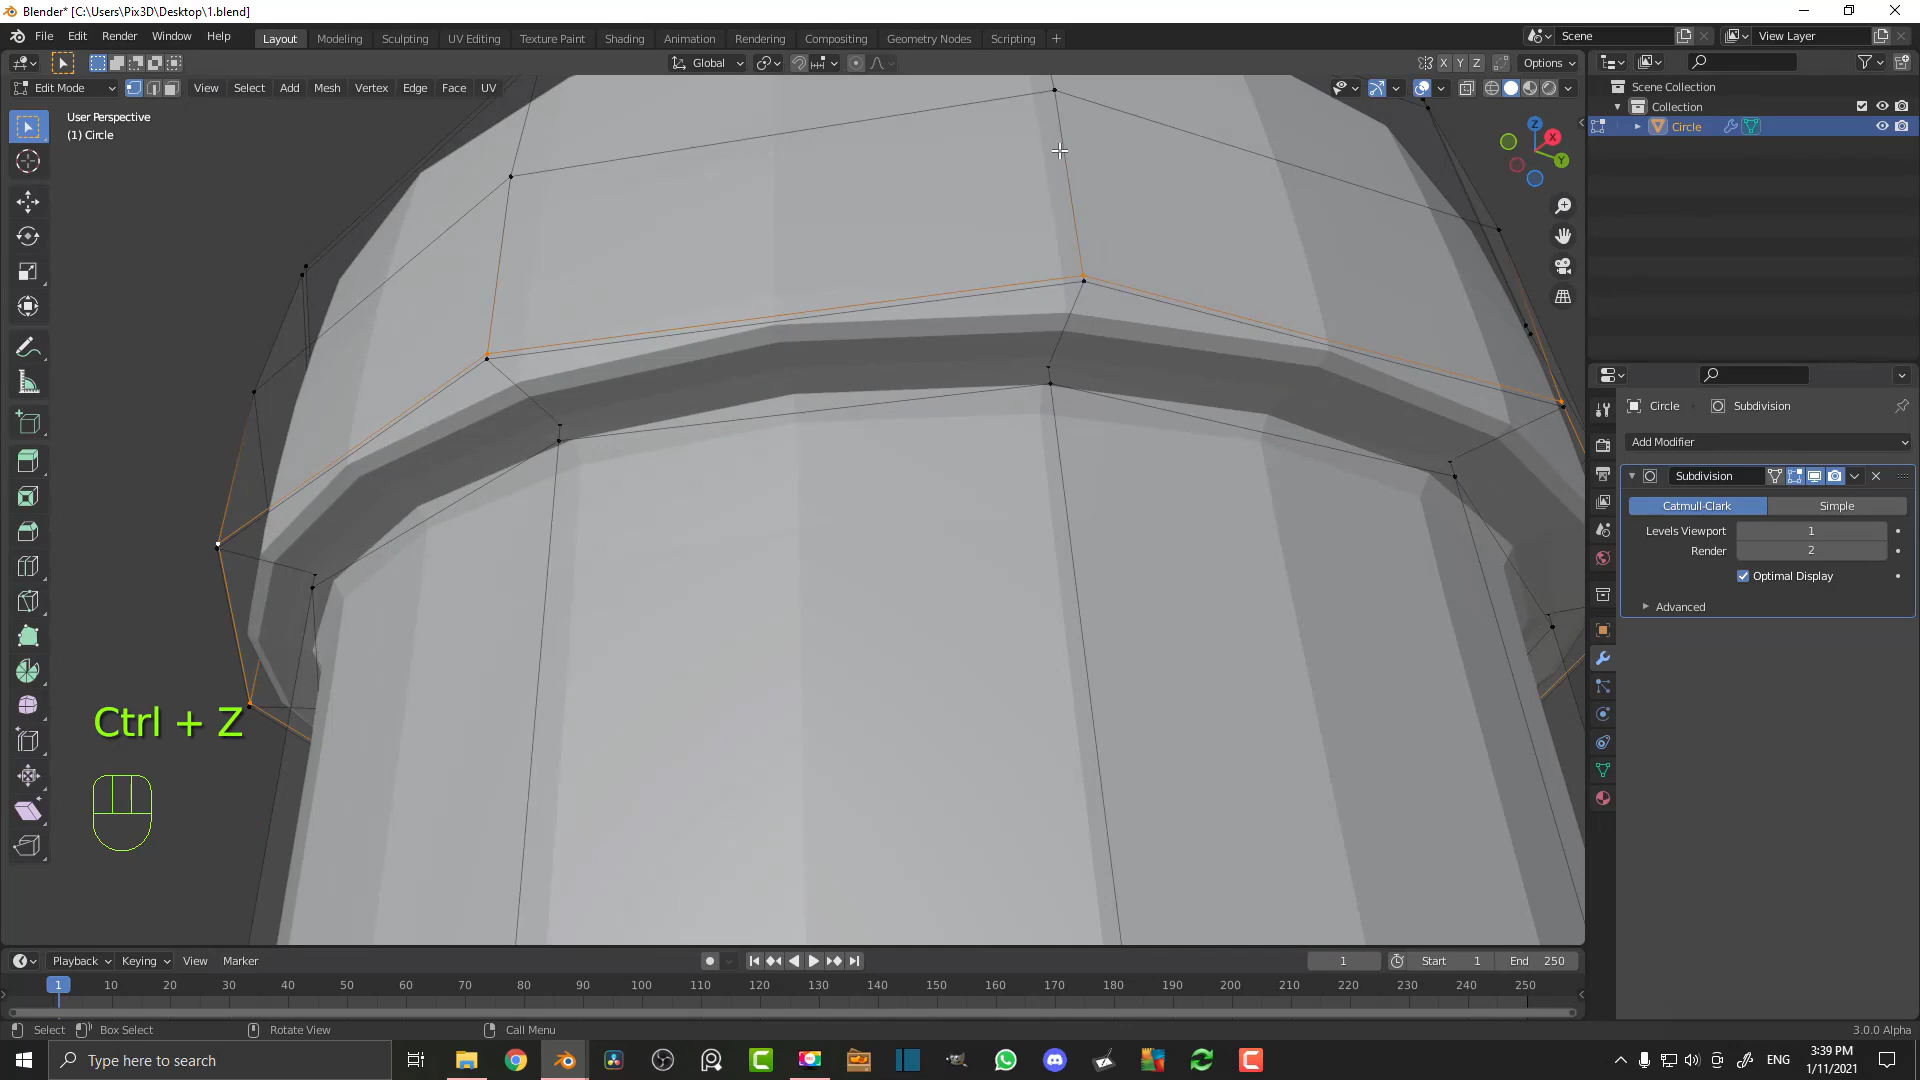 Blender* [C:\Users\Pix3D\Desktop\1.blend]
File Edit Render Window Help
Layout Modeling Sculpting UV Editing Texture Paint Shading Animation Rendering Compositing Geometry Nodes Scripting
Scene
View Layer
Global
X Y Z
Options
Edit Mode
View Select Add Mesh Vertex Edge Face UV
User Perspective
(1) Circle
Z
X
Y
Scene Collection
Collection
Circle
Circle
Subdivision
Add Modifier
Subdivision
Catmull-Clark
Simple
Levels Viewport 1
Render 2
Optimal Display
Advanced
Ctrl + Z
Playback Keying View Marker
1
Start 1
End 250
1 10 20 30 40 50 60 70 80 90 100 110 120 130 140 150 160 170 180 190 200 210 220 230 240 250
Select
Box Select
Rotate View
Call Menu
3.0.0 Alpha
Type here to search
ENG
3:39 PM
1/11/2021